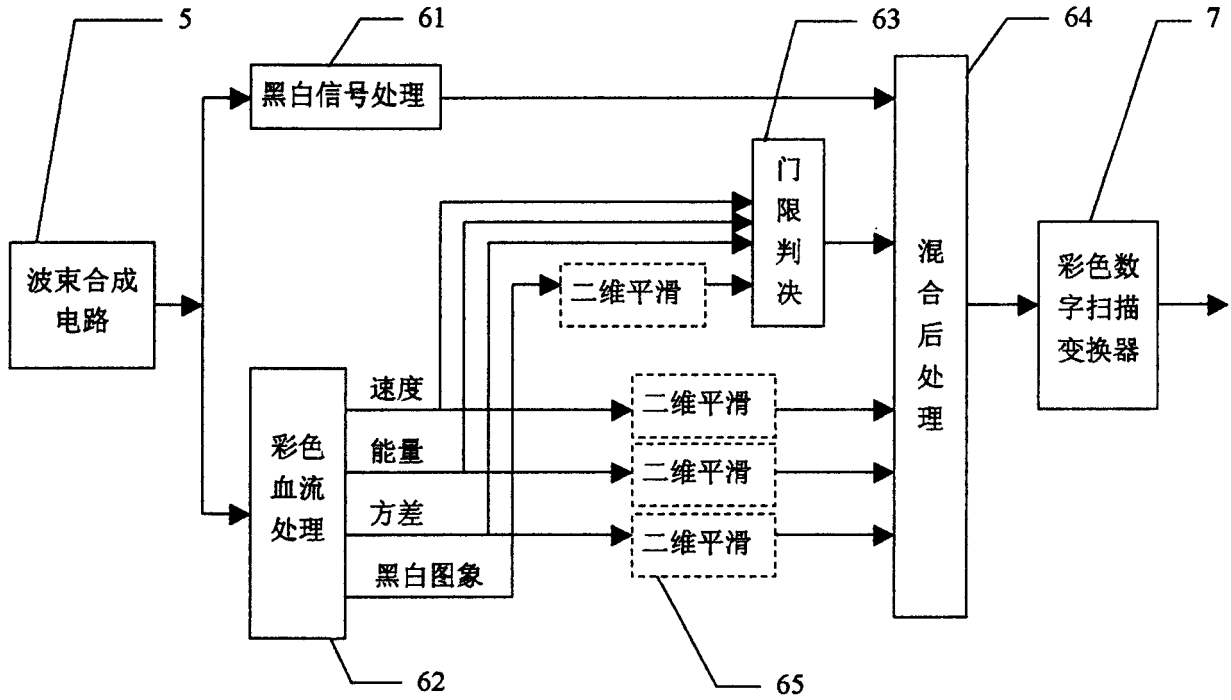 5
61
63
64
7
黑白信号处理
门
限
判
决
波束合成
电路
二维平滑
混
合
后
处
理
彩色数
字扫描
变换器
彩色
血流
处理
速度
能量
方差
黑白图象
二维平滑
二维平滑
二维平滑
62
65